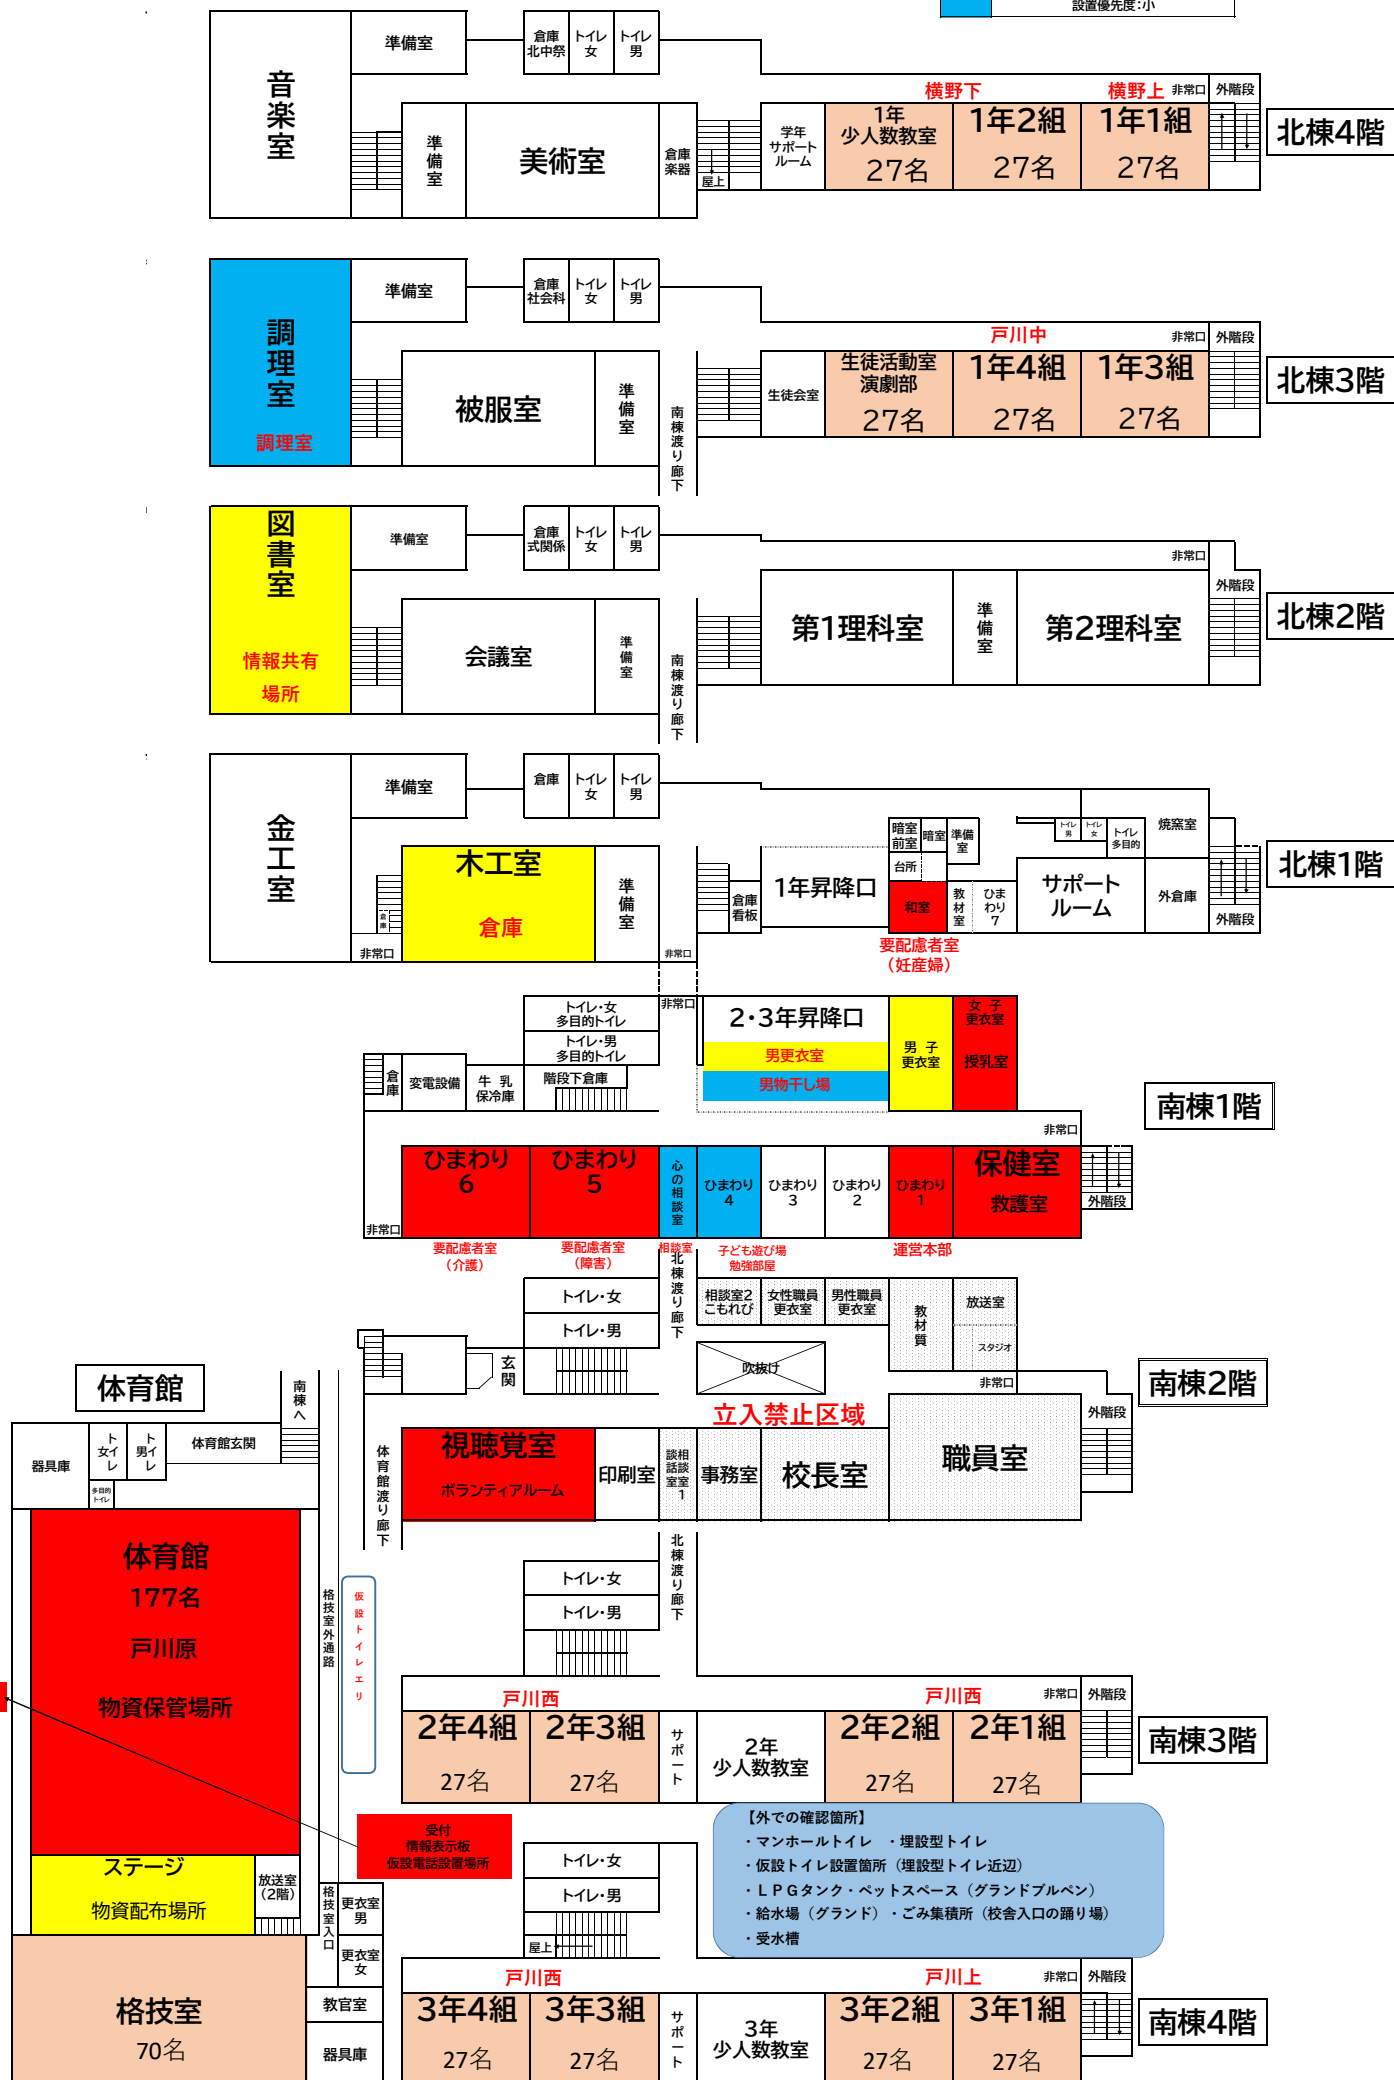 設置優先度:小
音楽室
準備室
倉庫
北中祭
トイレ
女
トイレ
男
横野下
横野上
非常口
外階段
北棟4階
準備室
美術室
倉庫
楽器
屋上
学年
サポート
ルーム
1年
少人数教室
27名
1年2組
27名
1年1組
27名
調理室
調理室
準備室
倉庫
社会科
トイレ
女
トイレ
男
戸川中
非常口
外階段
北棟3階
被服室
準備室
南棟渡り廊下
生徒会室
生徒活動室
演劇部
27名
1年4組
27名
1年3組
27名
図書室
情報共有
場所
準備室
倉庫
式関係
トイレ
女
トイレ
男
非常口
外階段
北棟2階
会議室
準備室
南棟渡り廊下
第1理科室
準備室
第2理科室
金工室
準備室
倉庫
トイレ
女
トイレ
男
北棟1階
倉庫
非常口
木工室
倉庫
準備室
非常口
倉庫
看板
1年昇降口
暗室
前室
暗室
準備室
台所
和室
教材室
ひまわり7
要配慮者室
（妊産婦）
トイレ
男
トイレ
女
トイレ
多目的
焼窯室
サポート
ルーム
外倉庫
外階段
トイレ・女
多目的トイレ
トイレ・男
多目的トイレ
非常口
2・3年昇降口
男更衣室
男物干し場
男 子
更衣室
女 子
更衣室
授乳室
南棟1階
倉庫
変電設備
牛 乳
保冷庫
階段下倉庫
非常口
非常口
ひまわり
6
ひまわり
5
心の相談室
ひまわり
4
ひまわり
3
ひまわり
2
ひまわり
1
保健室
救護室
外階段
要配慮者室
（介護）
要配慮者室
（障害）
相談室
子ども遊び場
勉強部屋
運営本部
北棟渡り廊下
トイレ・女
トイレ・男
玄関
相談室2
こもれび
女性職員
更衣室
男性職員
更衣室
教材質
放送室
スタジオ
吹抜け
非常口
南棟2階
立入禁止区域
外階段
体育館渡り廊下
視聴覚室
ボランティアルーム
印刷室
談話室
相談室1
事務室
校長室
職員室
体育館
南棟へ
器具庫
トイレ女
トイレ男
体育館玄関
多目的
トイレ
体育館
177名
戸川原
物資保管場所
格技室外通路
仮設トイレエリ
ステージ
物資配布場所
放送室
（2階）
格技室入口
更衣室
男
更衣室
女
教官室
器具庫
格技室
70名
北棟渡り廊下
トイレ・女
トイレ・男
戸川西
戸川西
非常口
外階段
南棟3階
2年4組
27名
2年3組
27名
サポート
2年
少人数教室
2年2組
27名
2年1組
27名
受付
情報表示板
仮設電話設置場所
【外での確認箇所】
・マンホールトイレ ・埋設型トイレ
・仮設トイレ設置箇所（埋設型トイレ近辺）
・ＬＰＧタンク・ペットスペース（グランドブルペン）
・給水場（グランド）・ごみ集積所（校舎入口の踊り場）
・受水槽
トイレ・女
トイレ・男
屋上
戸川西
戸川上
非常口
外階段
南棟4階
3年4組
27名
3年3組
27名
サポート
3年
少人数教室
3年2組
27名
3年1組
27名